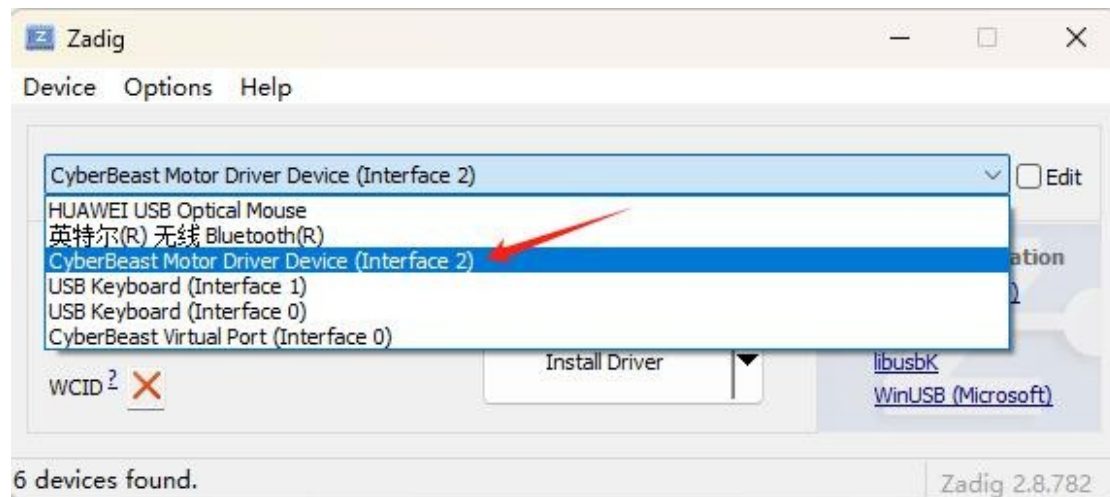 Zadig
Device Options Help
CyberBeast Motor Driver Device (Interface 2)
Edit
HUAWEI USB Optical Mouse
英特尔(R) 无线 Bluetooth(R)
CyberBeast Motor Driver Device (Interface 2)
USB Keyboard (Interface 1)
USB Keyboard (Interface 0)
CyberBeast Virtual Port (Interface 0)
WCID ?
Install Driver
libusbK
WinUSB (Microsoft)
6 devices found.
Zadig 2.8.782